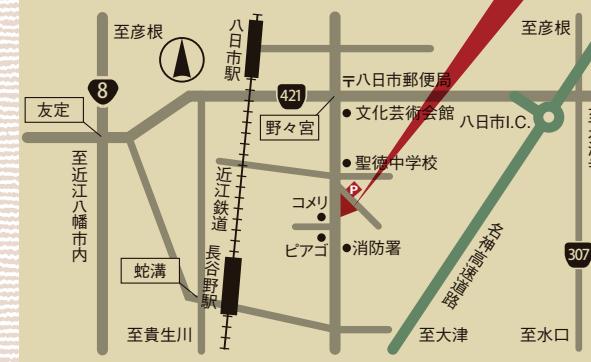 至彦根
八日市駅
至彦根
8
421
〒八日市郵便局
友定
野々宮
文化芸術会館
八日市I.C.
聖徳中学校
至近江八幡市内
近江鉄道
P
コメリ
ピアゴ
消防署
名神高速道路
307
蛇溝
長谷野駅
至貴生川
至大津
至水口